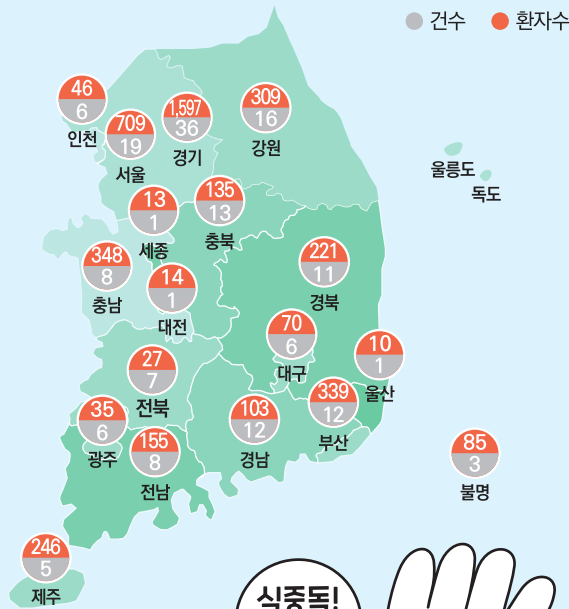 건수 환자수
46
6
인천
709
19
서울
1,597
36
경기
309
16
강원
울릉도
독도
13
1
세종
135
13
충북
348
8
충남
14
1
대전
221
11
경북
70
6
대구
10
1
울산
27
7
전북
35
6
광주
155
8
전남
103
12
경남
339
12
부산
85
3
불명
246
5
제주
식중독!